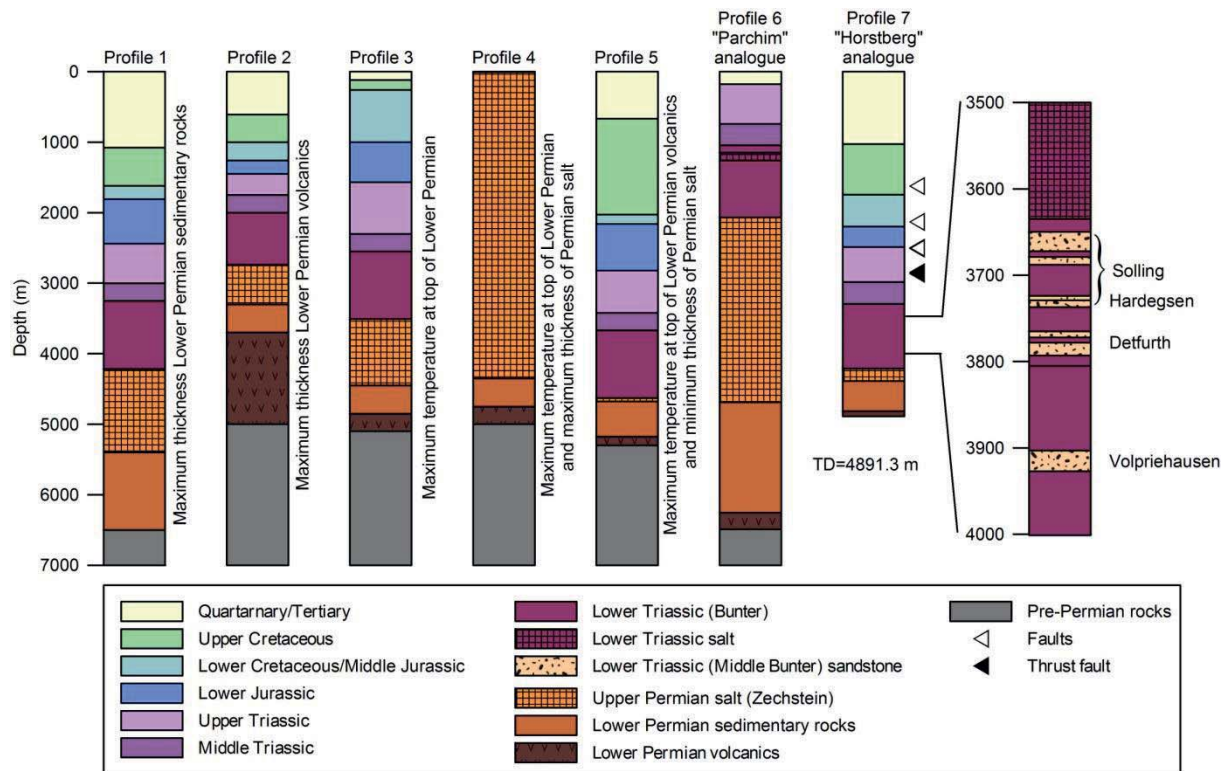 Profile 1
Profile 2
Profile 3
Profile 4
Profile 5
Profile 6
"Parchim"
analogue
Profile 7
"Horstberg"
analogue
Depth (m)
0
1000
2000
3000
4000
5000
6000
7000
Maximum thickness Lower Permian sedimentary rocks
Maximum thickness Lower Permian volcanics
Maximum temperature at top of Lower Permian
Maximum temperature at top of Lower Permian
and maximum thickness of Permian salt
Maximum temperature at top of Lower Permian volcanics
and minimum thickness of Permian salt
TD=4891.3 m
3500
3600
3700
3800
3900
4000
Solling
Hardegsen
Detfurth
Volpriehausen
Quartarnary/Tertiary
Upper Cretaceous
Lower Cretaceous/Middle Jurassic
Lower Jurassic
Upper Triassic
Middle Triassic
Lower Triassic (Bunter)
Lower Triassic salt
Lower Triassic (Middle Bunter) sandstone
Upper Permian salt (Zechstein)
Lower Permian sedimentary rocks
Lower Permian volcanics
Pre-Permian rocks
Faults
Thrust fault